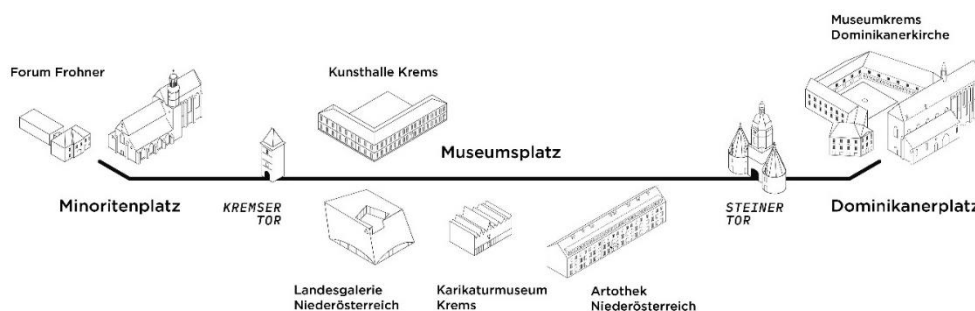 Museumkrems
Dominikanerkirche
Forum Frohner
Kunsthalle Krems
Museumsplatz
Minoritenplatz
KREMSER
TOR
STEINER
TOR
Dominikanerplatz
Landesgalerie
Niederösterreich
Karikaturmuseum
Krems
Artothek
Niederösterreich